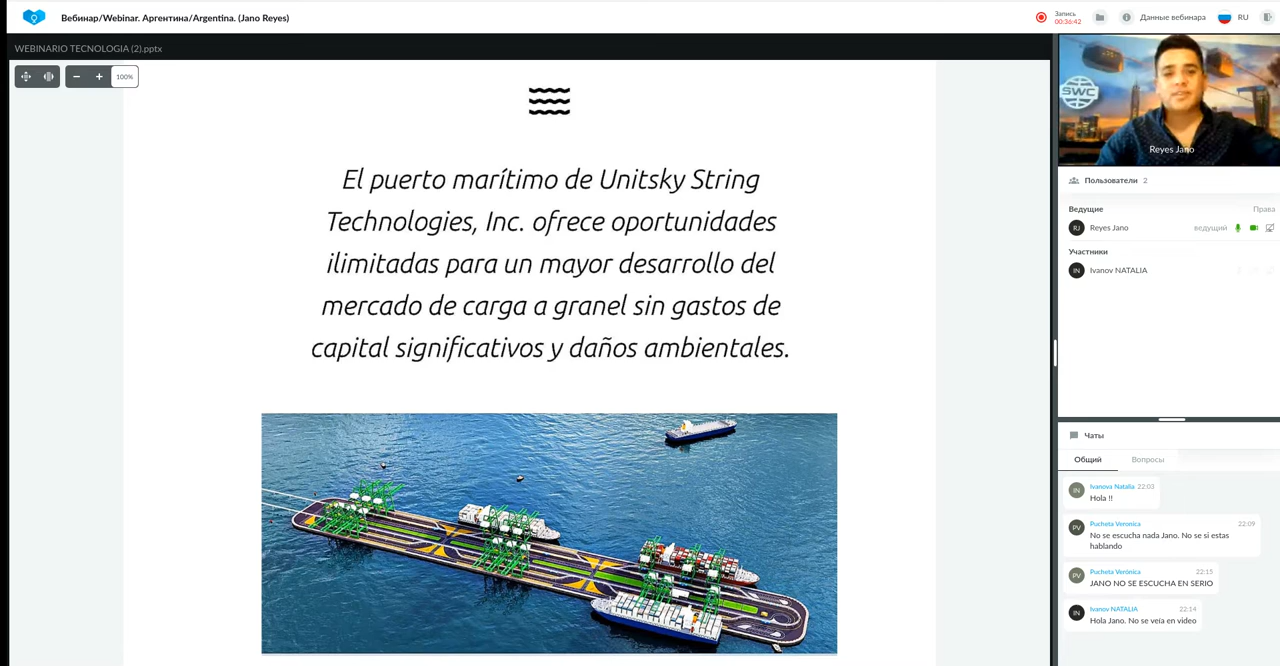 Вебинар/Webinar. Аргентина/Argentina. (Jano Reyes)
Запись
00:36:42
Данные вебинара
RU
WEBINARIO TECNOLOGIA (2).pptx
100%
El puerto marítimo de Unitsky String
Technologies, Inc. ofrece oportunidades
ilimitadas para un mayor desarrollo del
mercado de carga a granel sin gastos de
capital significativos y daños ambientales.
SWC
Reyes Jano
Пользователи 2
Ведущие Права
RJ Reyes Jano ведущий
Участники
IN Ivanov NATALIA
Чаты
Общий Вопросы
IN Ivanova Natalia 22:03
Hola !!
PV Pucheta Veronica 22:09
No se escucha nada Jano. No se si estas
hablando
PV Pucheta Verónica 22:15
JANO NO SE ESCUCHA EN SERIO
IN Ivanov NATALIA 22:14
Hola Jano. No se veía en video